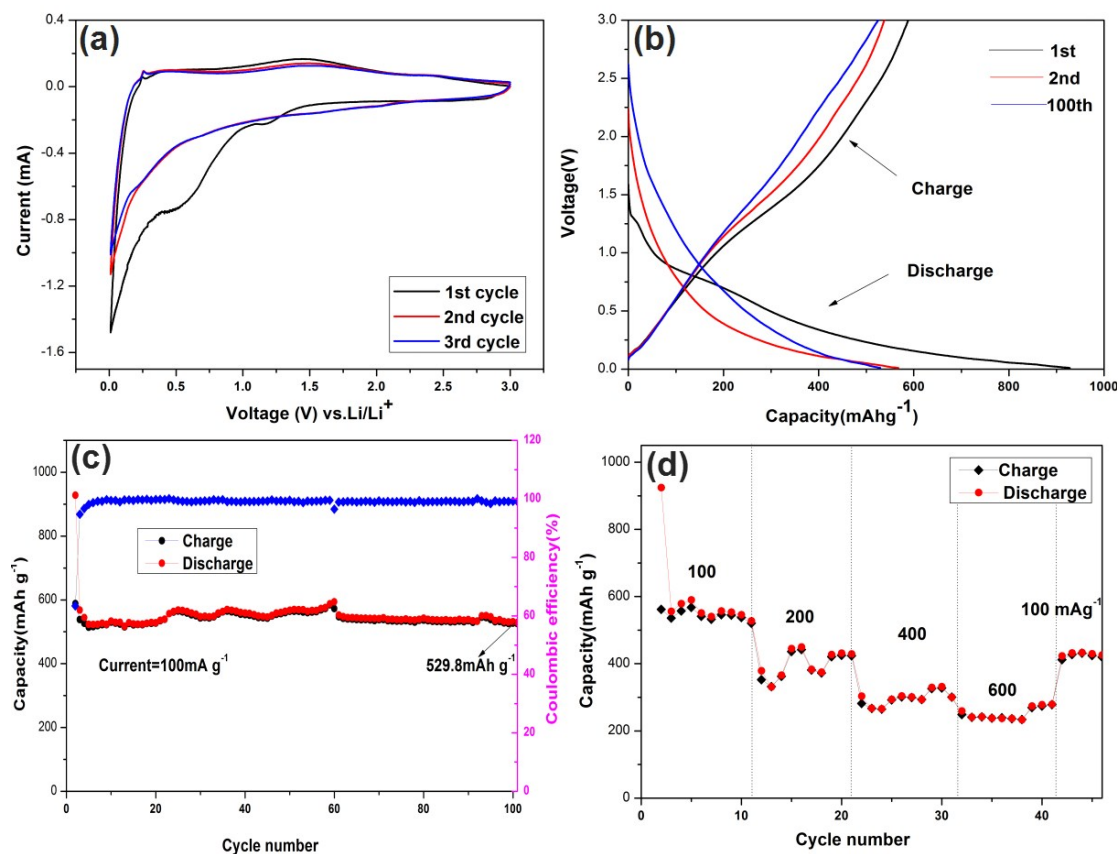 (a)
0.4
0.0
-0.4
-0.8
-1.2
-1.6
Current (mA)
1st cycle
2nd cycle
3rd cycle
0.0 0.5 1.0 1.5 2.0 2.5 3.0
Voltage (V) vs.Li/Li+
(b)
3.0
2.5
2.0
1.5
1.0
0.5
0.0
Voltage(V)
1st
2nd
100th
Charge
Discharge
0 200 400 600 800 1000
Capacity(mAhg-1)
(c)
1000
800
600
400
200
0
Capacity(mAh g-1)
120
100
80
60
40
20
0
Coulombic efficiency(%)
Charge
Discharge
Current=100mA g-1
529.8mAh g-1
0 20 40 60 80 100
Cycle number
(d)
1000
800
600
400
200
0
Capacity(mAh g-1)
Charge
Discharge
100
200
400
600
100 mAg-1
0 10 20 30 40
Cycle number